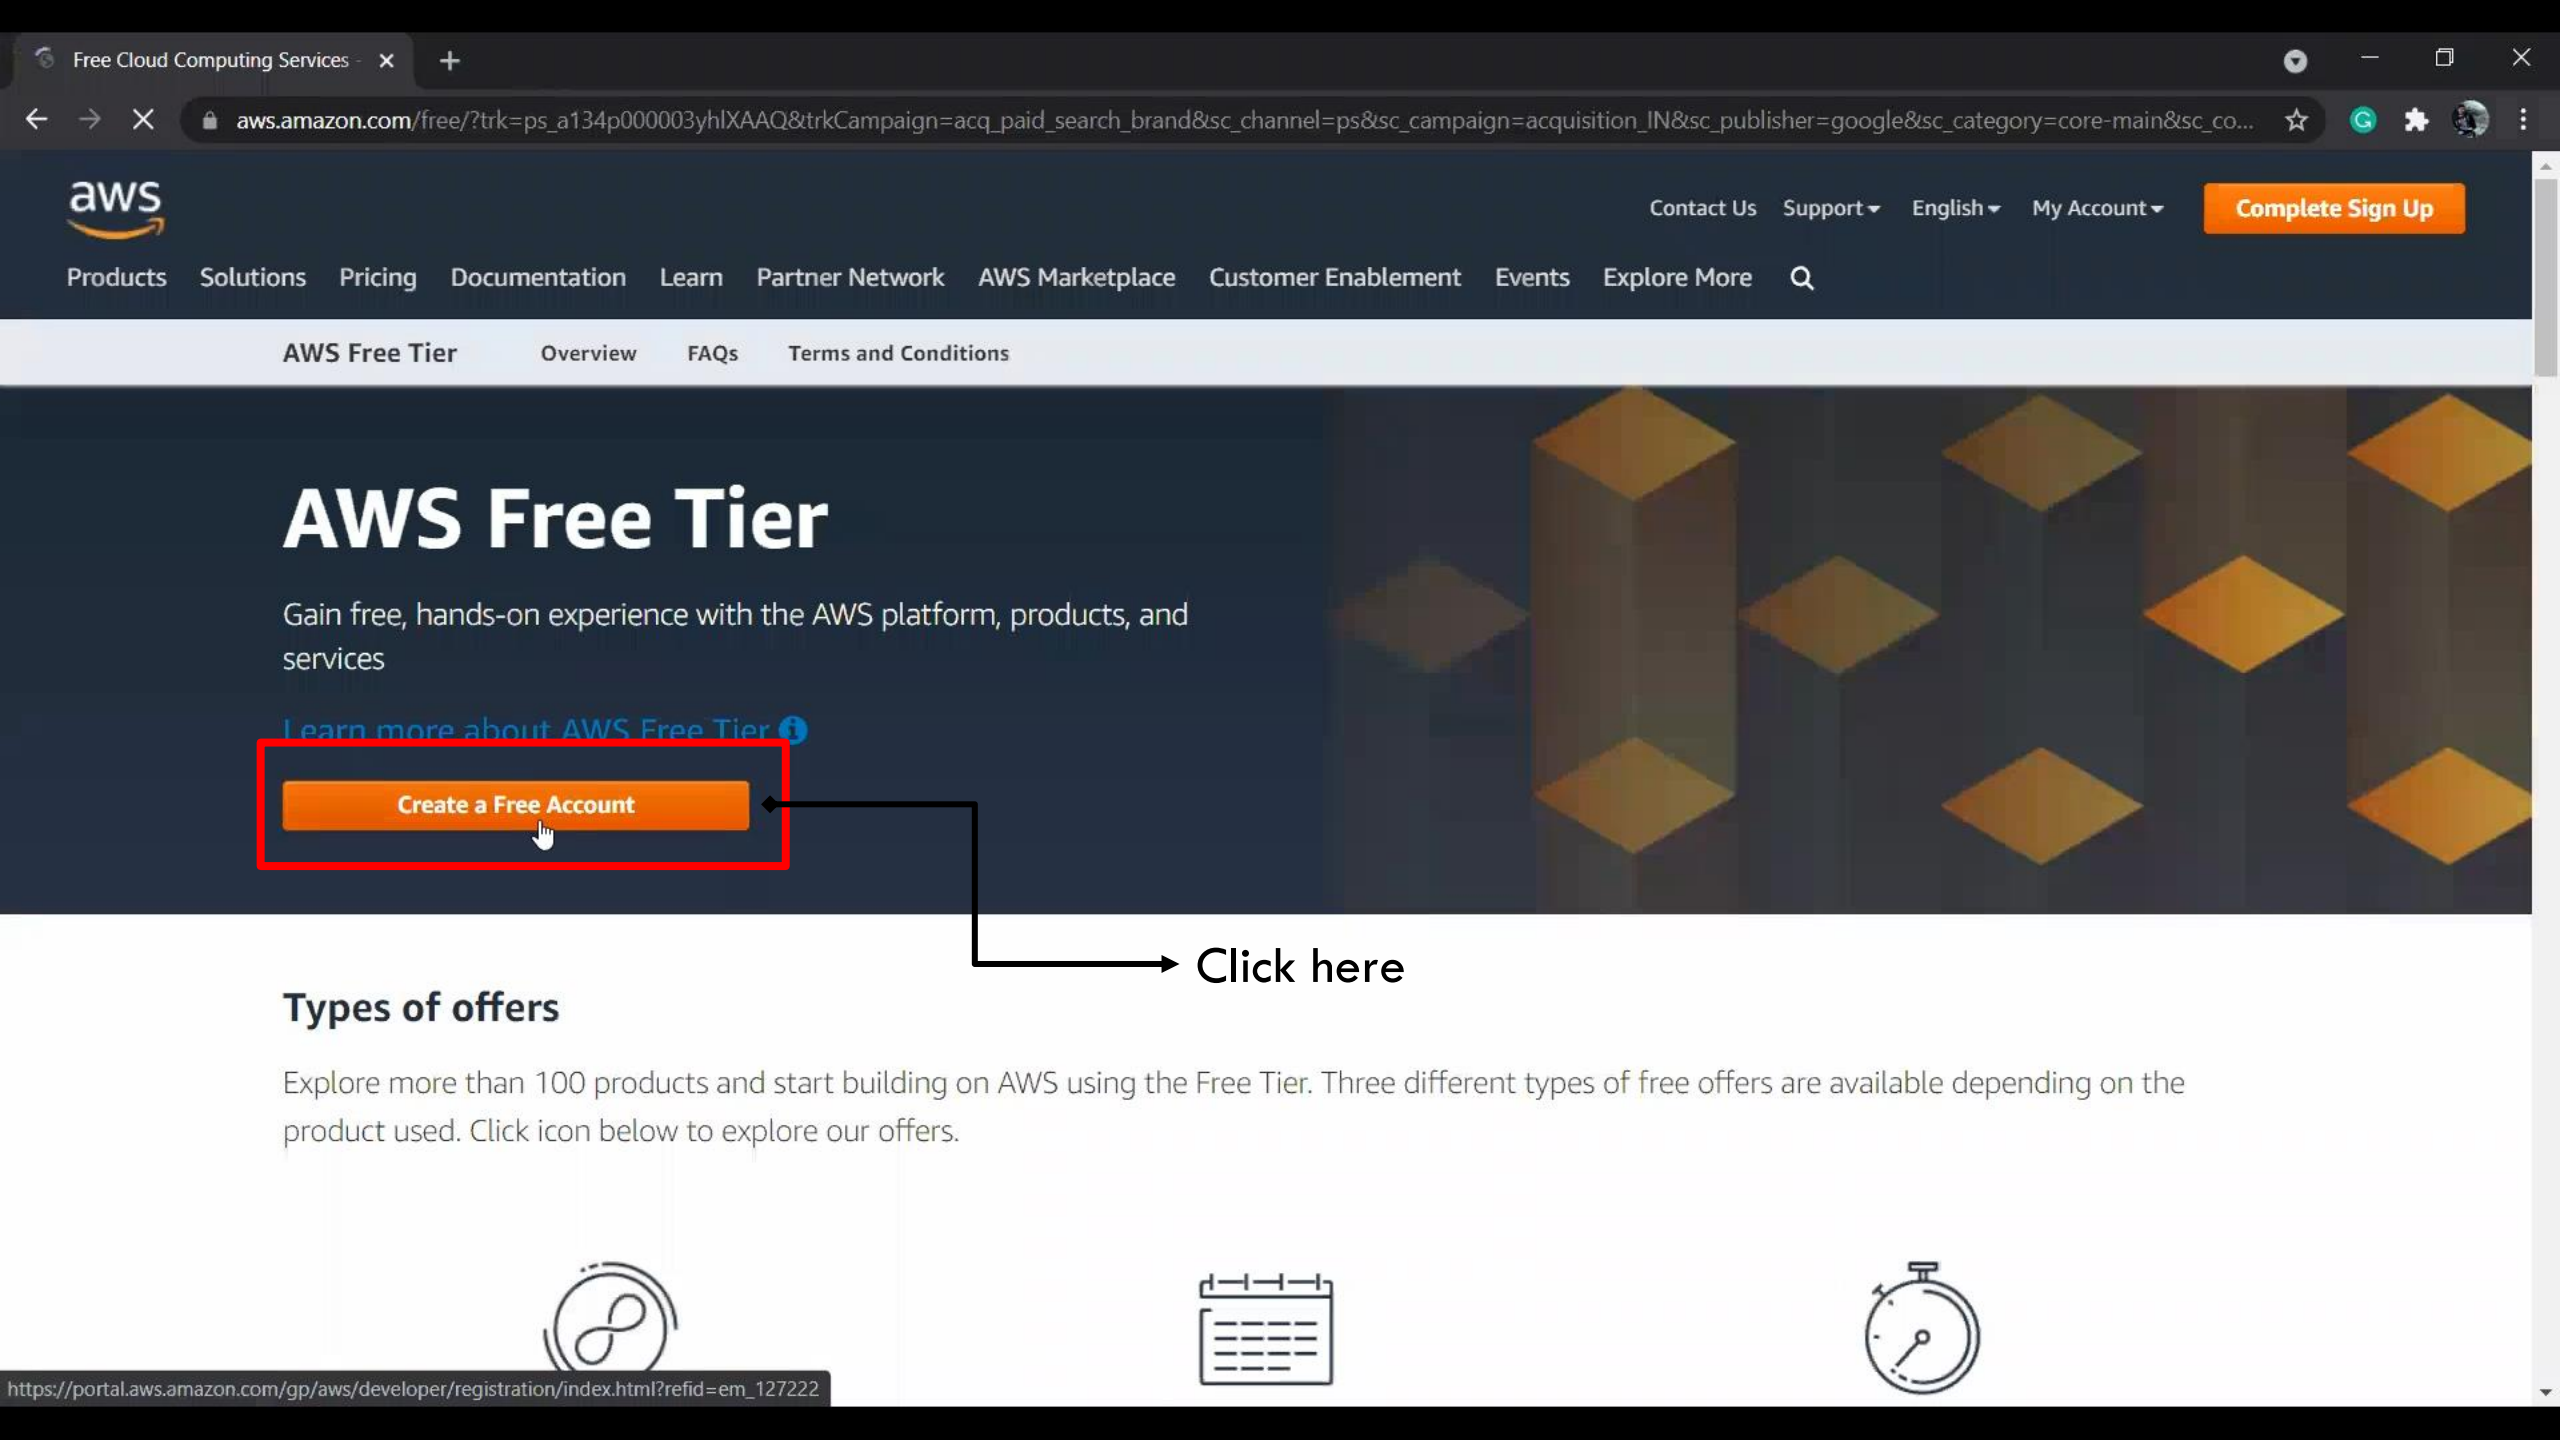 Free Cloud Computing Services -
aws.amazon.com/free/?trk=ps_a134p000003yhlXAAQ&trkCampaign=acq_paid_search_brand&sc_channel=ps&sc_campaign=acquisition_IN&sc_publisher=google&sc_category=core-main&sc_co...
G
aws
Contact Us Support English My Account Complete Sign Up
Products Solutions Pricing Documentation Learn Partner Network AWS Marketplace Customer Enablement Events Explore More
AWS Free Tier Overview FAQs Terms and Conditions
AWS Free Tier
Gain free, hands-on experience with the AWS platform, products, and
services
Learn more about AWS Free Tier
Create a Free Account
Click here
Types of offers
Explore more than 100 products and start building on AWS using the Free Tier. Three different types of free offers are available depending on the
product used. Click icon below to explore our offers.
https://portal.aws.amazon.com/gp/aws/developer/registration/index.html?refid=em_127222